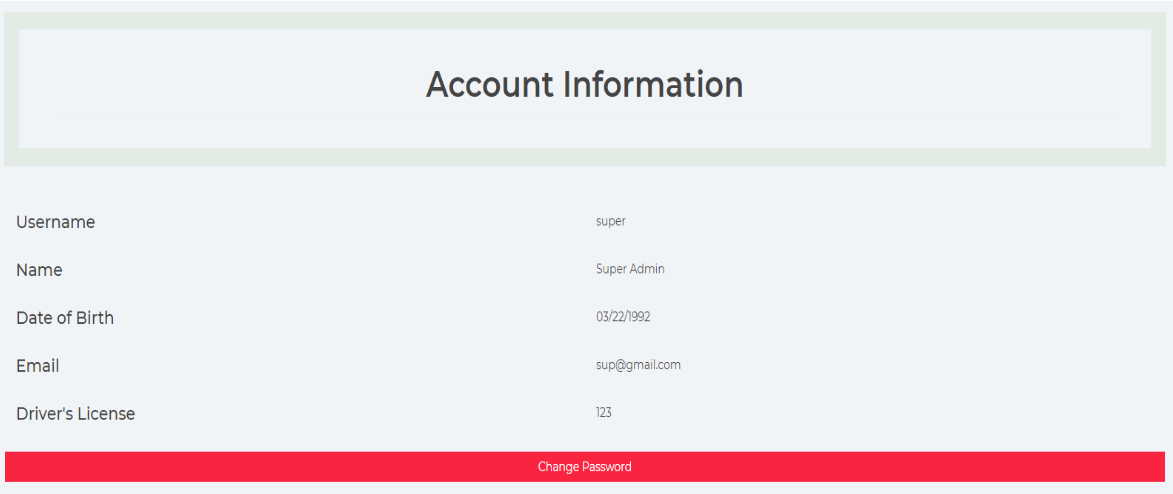 Account Information
Username super
Name Super Admin
Date of Birth 03/22/1992
Email sup@gmail.com
Driver's License 123
Change Password